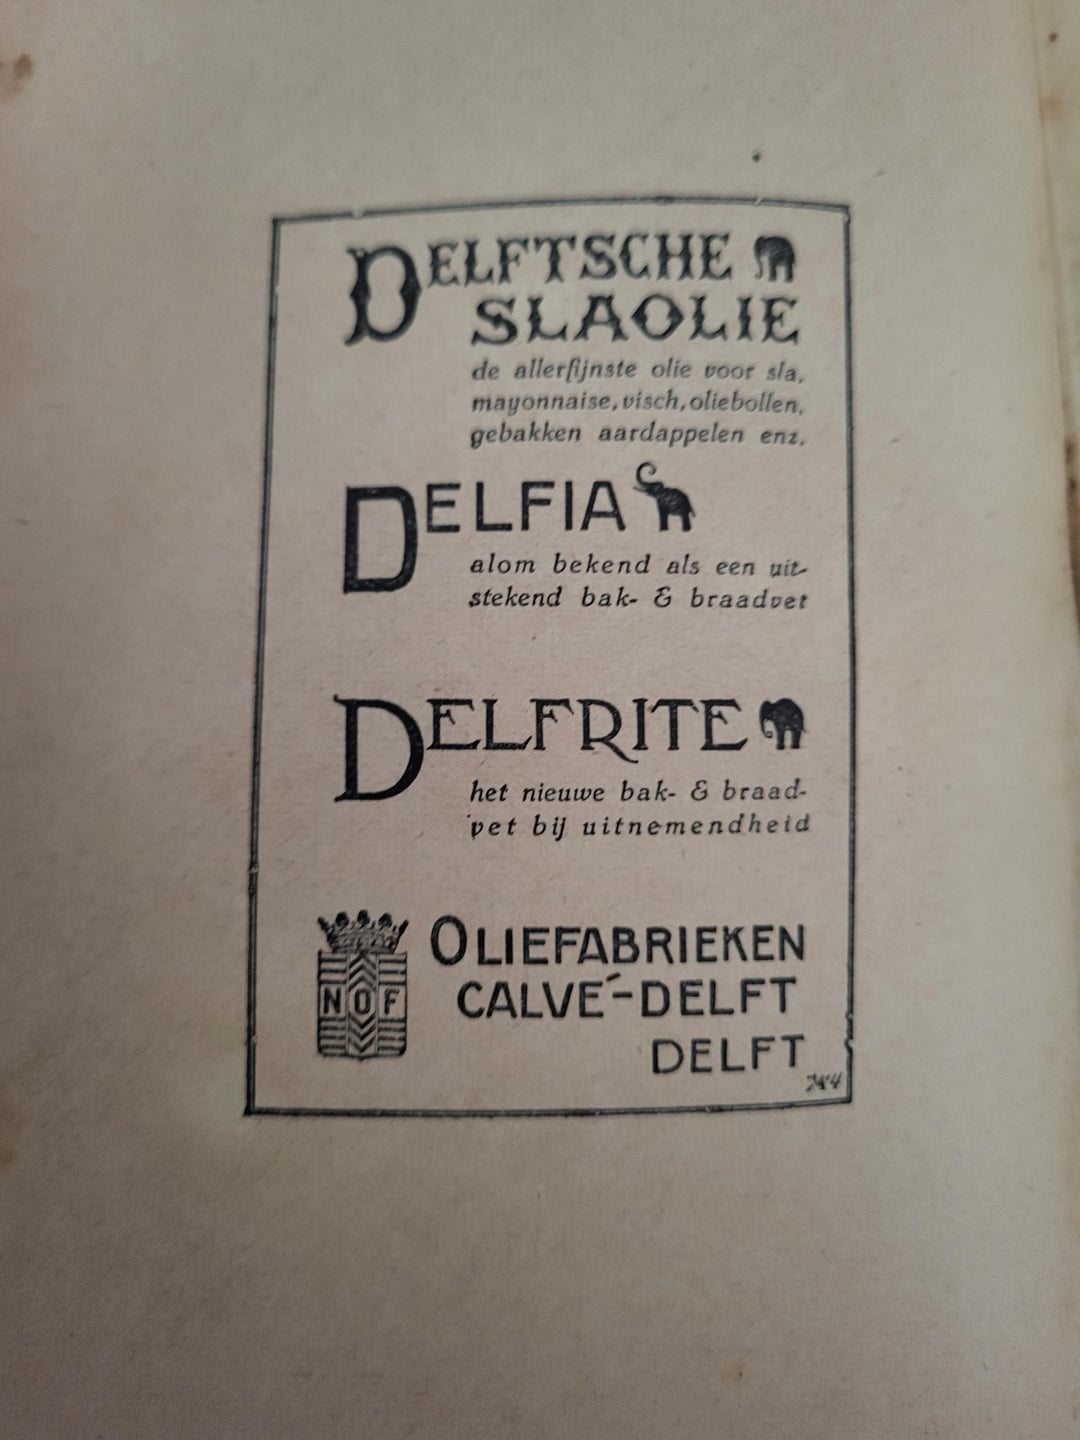 DELFTSCHE
SLAOLIE
de allerfijnste olie voor sla,
mayonnaise, visch, oliebollen,
gebakken aardappelen enz.
DELFIA
alom bekend als een uit-
stekend bak- & braadvet
DELFRITE
het nieuwe bak- & braad-
vet bij uitnemendheid
NOF
OLIEFABRIEKEN
CALVÉ-DELFT
DELFT